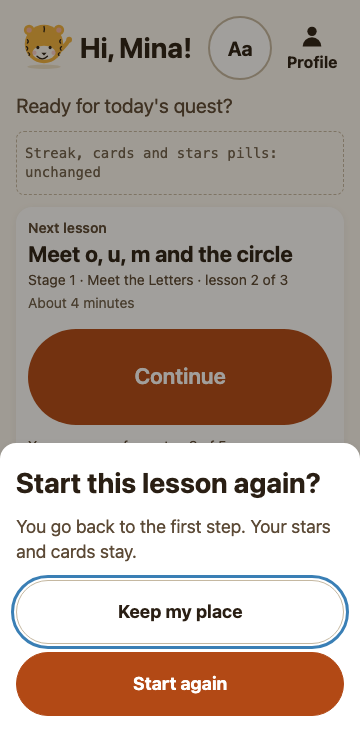 Hi, Mina!
Aa
Profile
Ready for today's quest?
Streak, cards and stars pills:
unchanged
Next lesson
Meet o, u, m and the circle
Stage 1 · Meet the Letters · lesson 2 of 3
About 4 minutes
Continue
Start this lesson again?
You go back to the first step. Your stars
and cards stay.
Keep my place
Start again